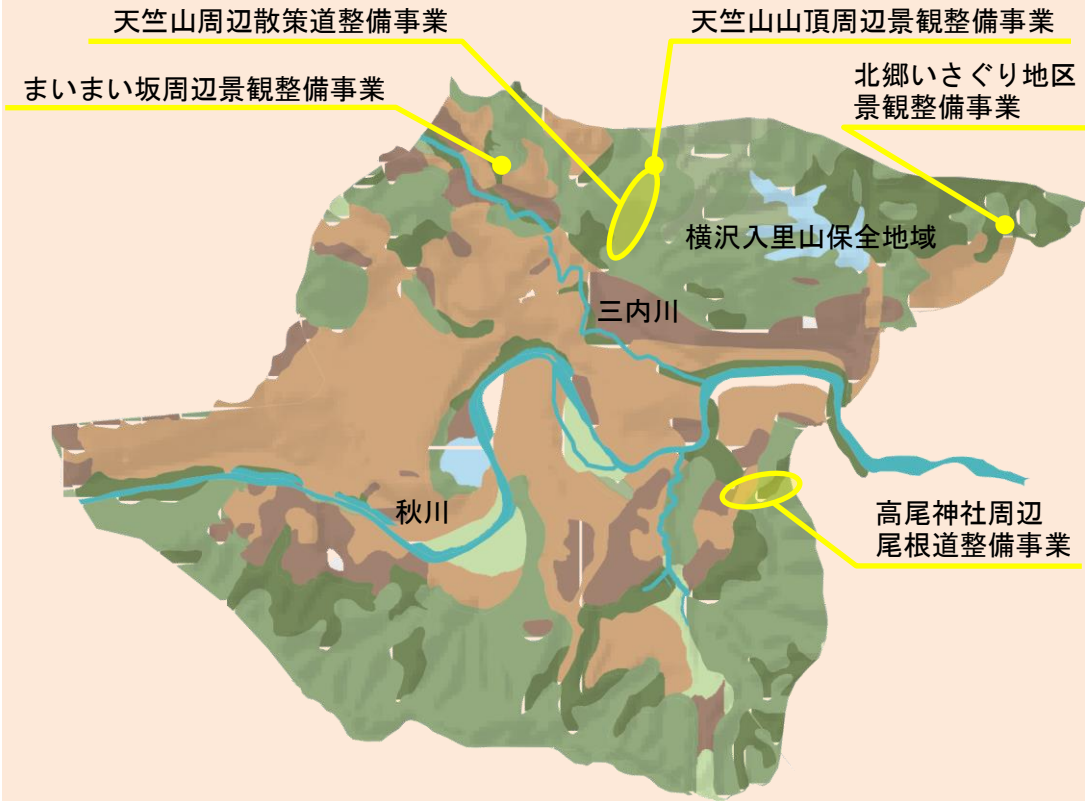 天竺山周辺散策道整備事業
天竺山山頂周辺景観整備事業
まいまい坂周辺景観整備事業
北郷いさぐり地区
景観整備事業
横沢入里山保全地域
三内川
秋川
高尾神社周辺
尾根道整備事業